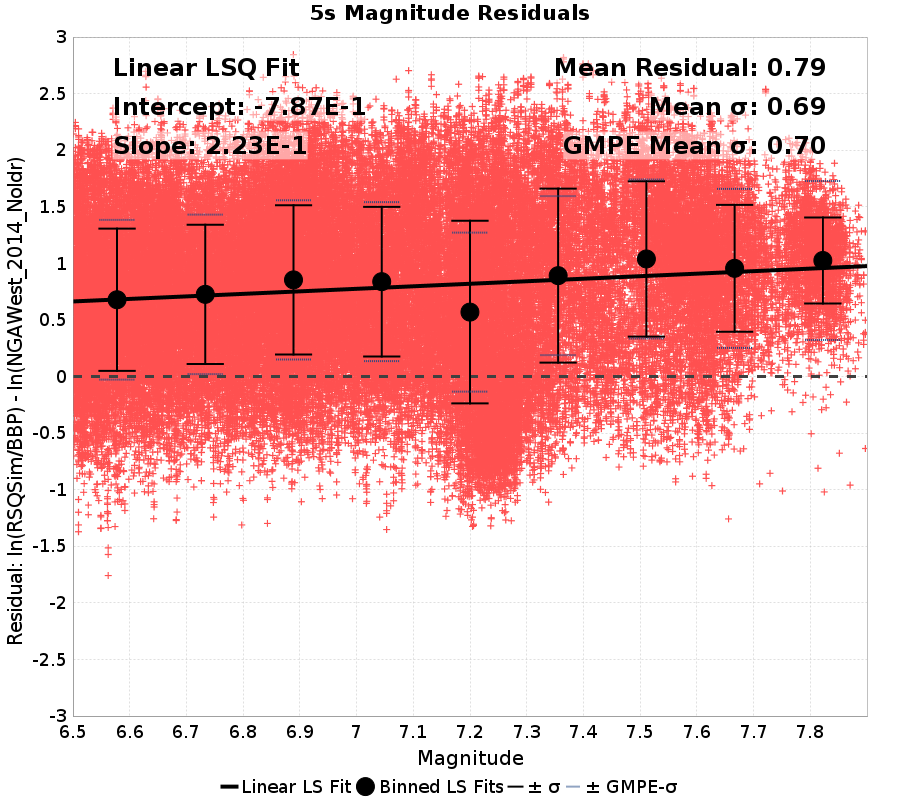 5s Magnitude Residuals
Linear LSQ Fit
Intercept: -7.87E-1
Slope: 2.23E-1
Mean Residual: 0.79
Mean σ: 0.69
GMPE Mean σ: 0.70
Residual: ln(RSQSim/BBP) - ln(NGAWest_2014_NoIdr)
3
2.5
2
1.5
1
0.5
0
-0.5
-1
-1.5
-2
-2.5
-3
6.5 6.6 6.7 6.8 6.9 7 7.1 7.2 7.3 7.4 7.5 7.6 7.7 7.8
Magnitude
Linear LS Fit Binned LS Fits ± σ ± GMPE-σ